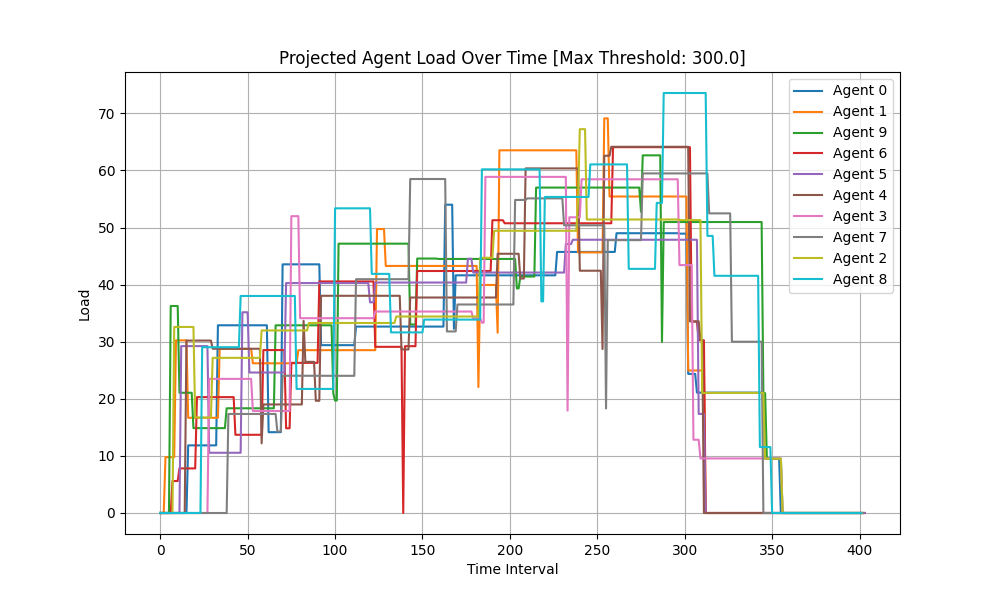 Projected Agent Load Over Time [Max Threshold: 300.0]
Load
70
60
50
40
30
20
10
0
0 50 100 150 200 250 300 350 400
Time Interval
Agent 0
Agent 1
Agent 9
Agent 6
Agent 5
Agent 4
Agent 3
Agent 7
Agent 2
Agent 8